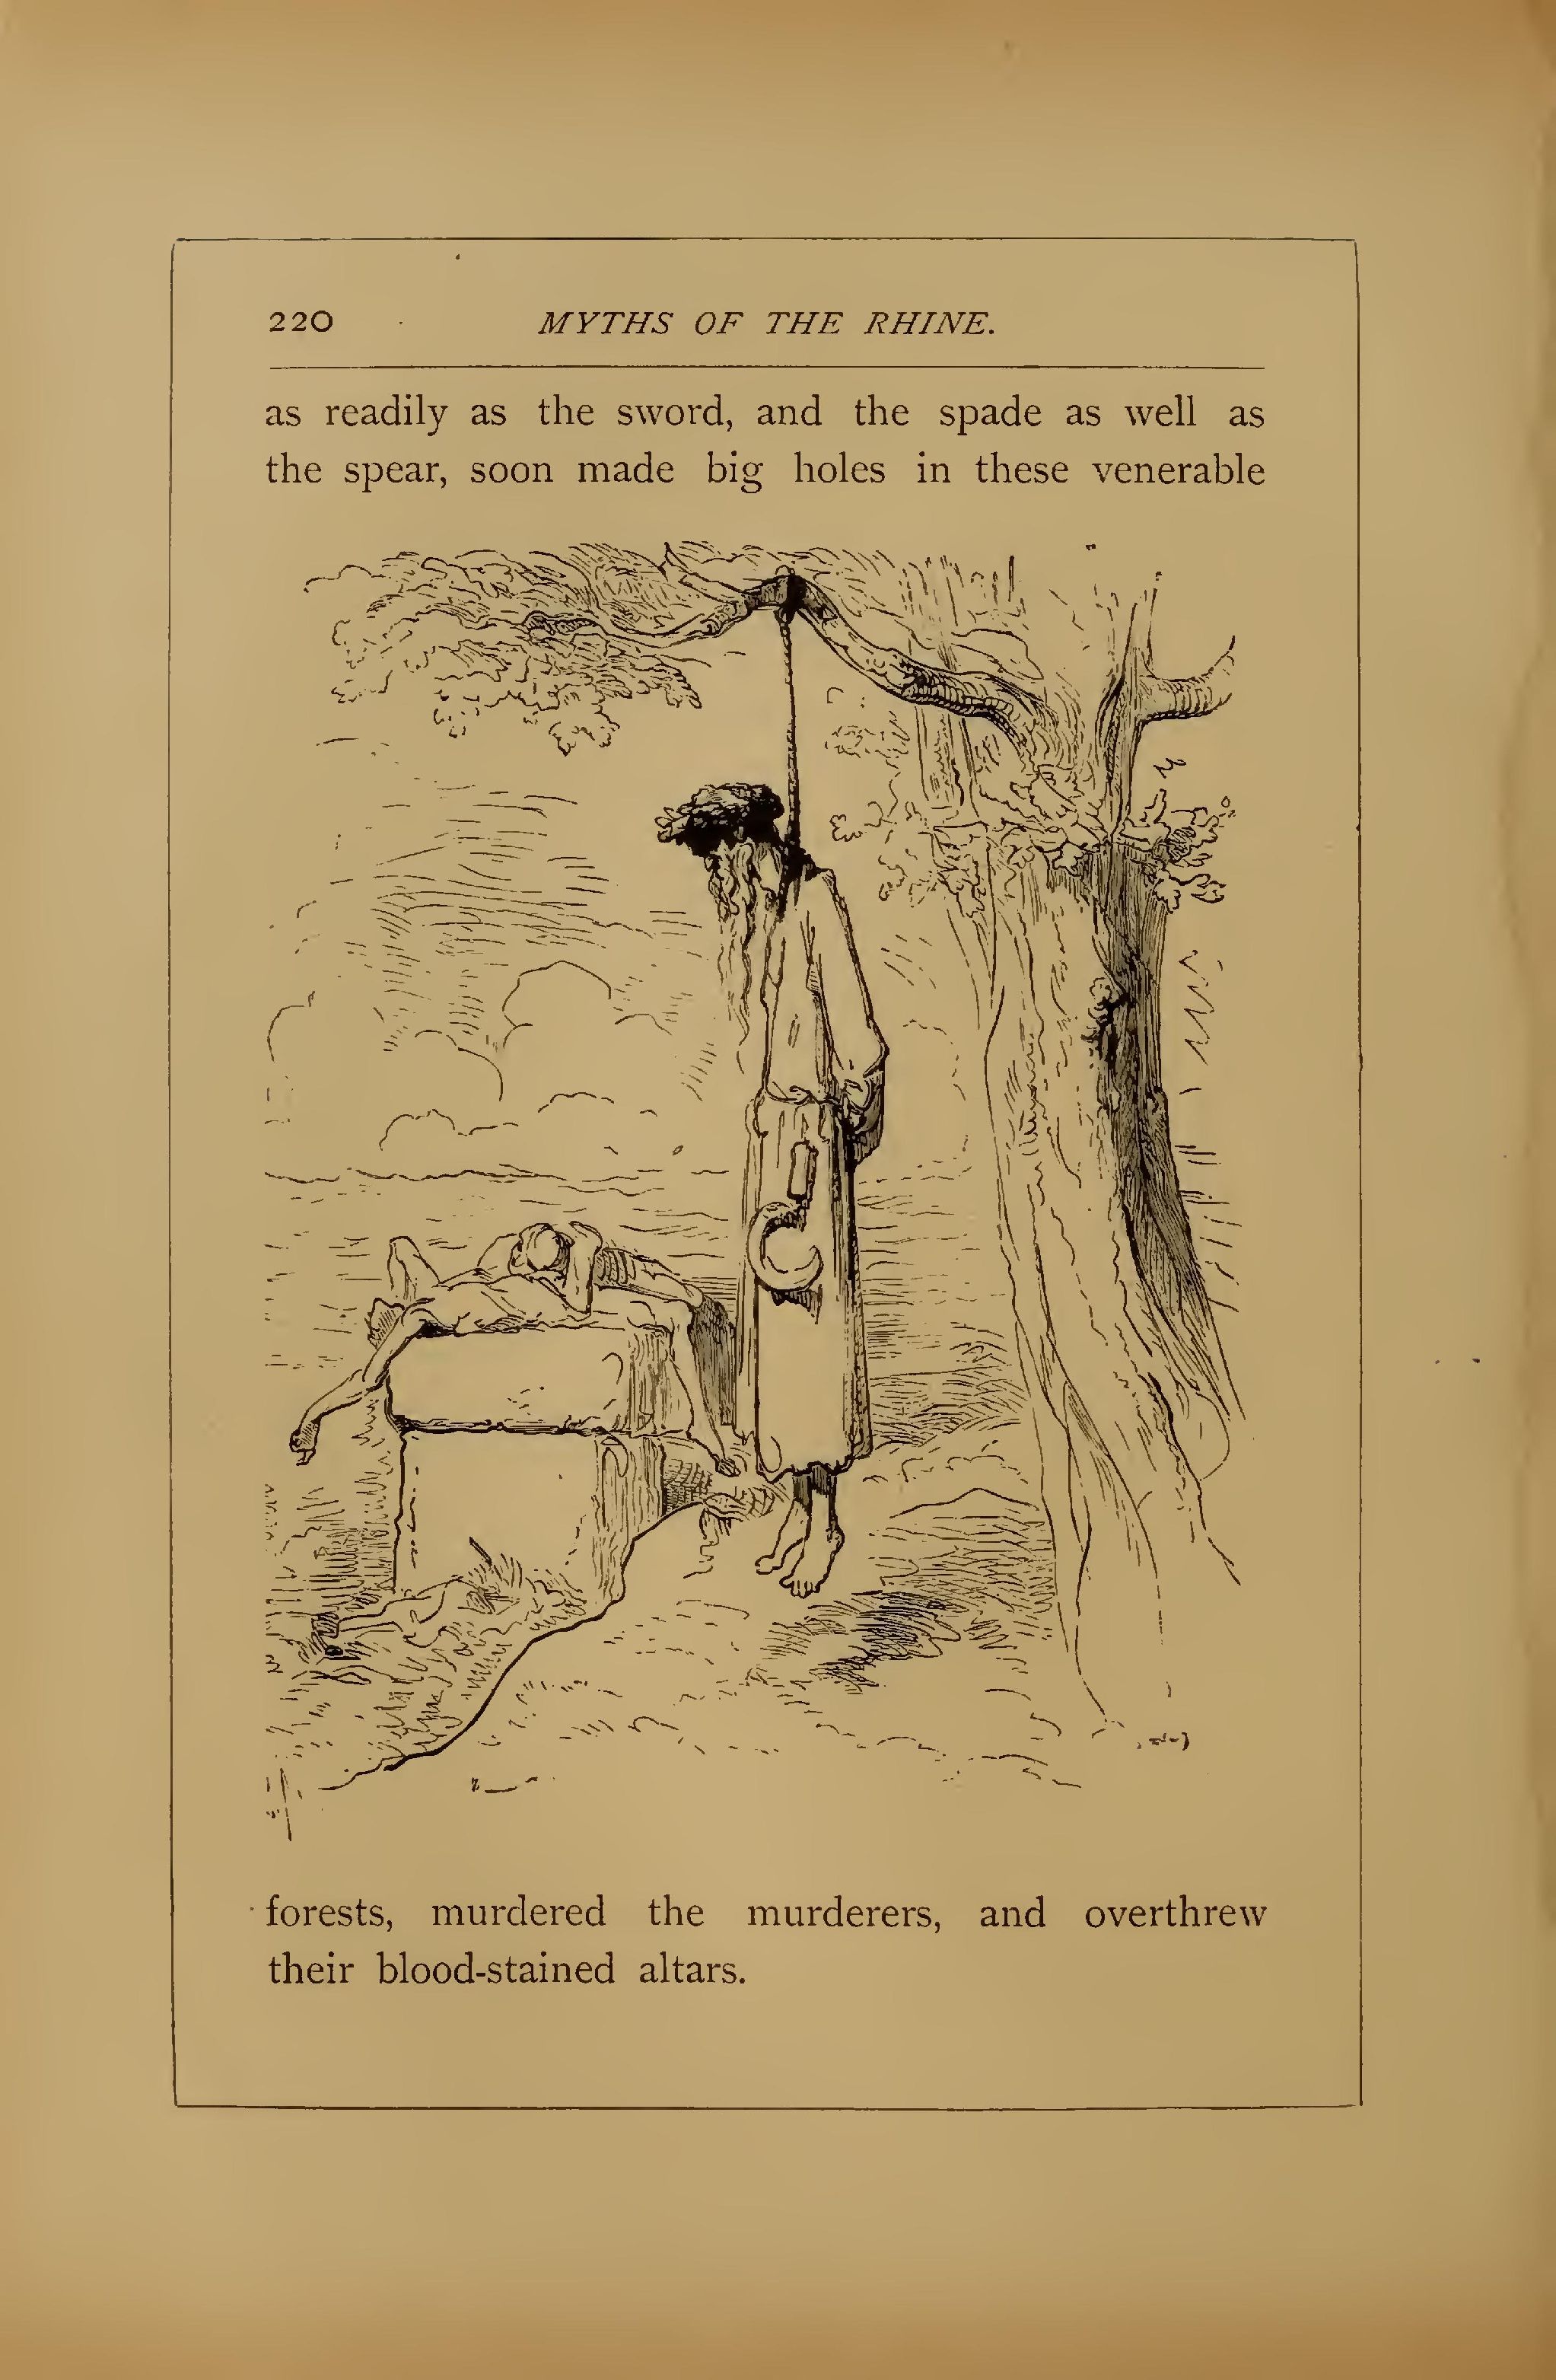 220 MYTHS OF THE RHINE.
as readily as the sword, and the spade as well as
the spear, soon made big holes in these venerable
forests, murdered the murderers, and overthrew
their blood-stained altars.